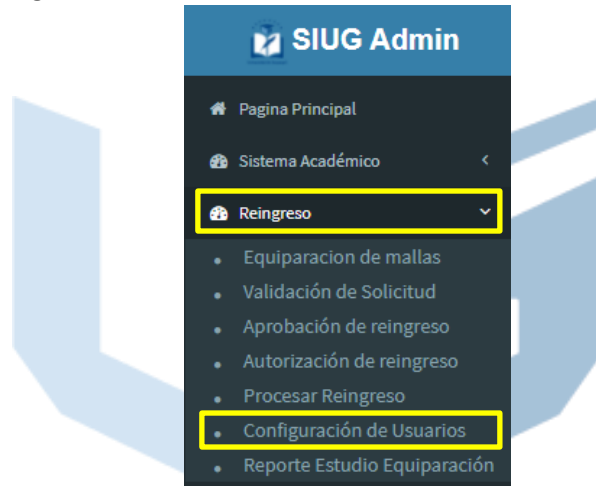 SIUG Admin
Pagina Principal
Sistema Académico
Reingreso
Equiparacion de mallas
Validación de Solicitud
Aprobación de reingreso
Autorización de reingreso
Procesar Reingreso
Configuración de Usuarios
Reporte Estudio Equiparación